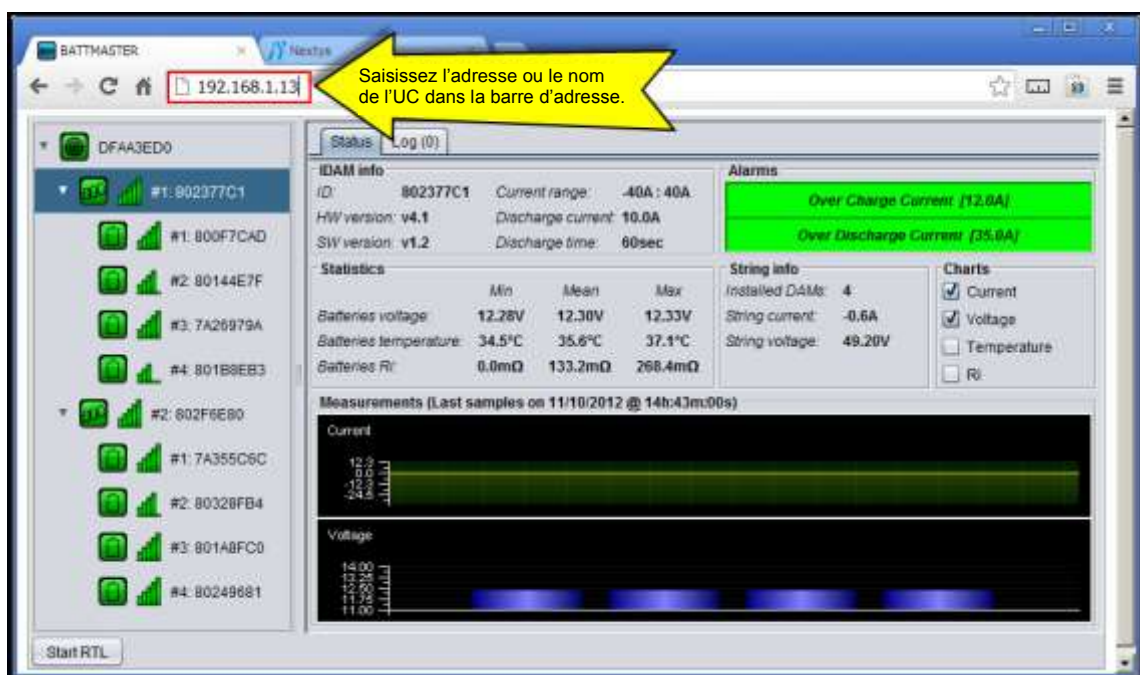 BATTMASTER
Nextus
192.168.1.13
Saisissez l'adresse ou le nom
de l'UC dans la barre d'adresse.
DFAA3ED0
#1: 802377C1
#1: 800F7CAD
#2: 80144E7F
#3: 7A26979A
#4: 801B8EB3
#2: 802F6E80
#1: 7A355C6C
#2: 80328FB4
#3: 801A8FC0
#4: 80249681
Start RTL
Status Log (0)
IDAM info
ID: 802377C1 Current range: -40A : 40A
HW version: v4.1 Discharge current: 10.0A
SW version: v1.2 Discharge time: 60sec
Alarms
Over Charge Current [12.0A]
Over Discharge Current [35.0A]
Statistics
Min Mean Max
Batteries voltage: 12.28V 12.30V 12.33V
Batteries temperature: 34.5°C 35.6°C 37.1°C
Batteries Ri: 0.0mΩ 133.2mΩ 268.4mΩ
String info
Installed DAMs: 4
String current: -0.6A
String voltage: 49.20V
Charts
Current
Voltage
Temperature
Ri
Measurements (Last samples on 11/10/2012 @ 14h:43m:00s)
Current
12.3
0.0
-12.3
-24.5
Voltage
14.00
13.25
12.50
11.75
11.00